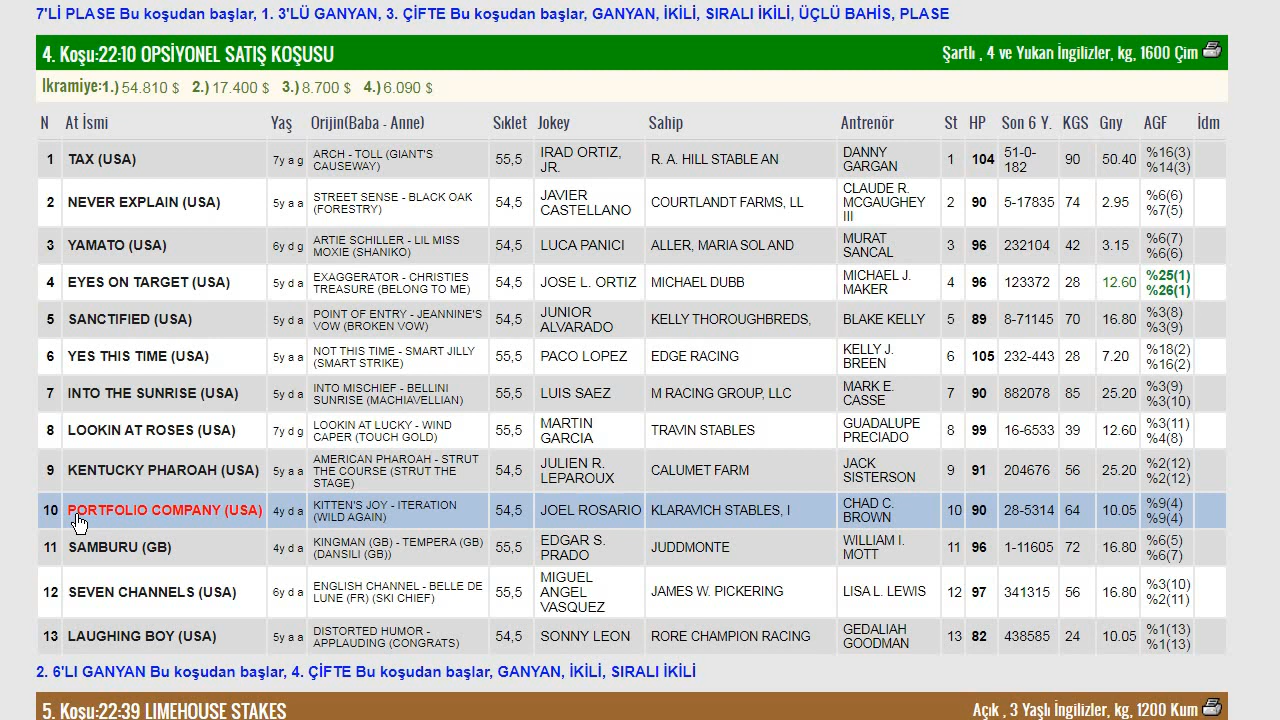 7'Lİ PLASE Bu koşudan başlar, 1. 3'LÜ GANYAN, 3. ÇİFTE Bu koşudan başlar, GANYAN, İKİLİ, SIRALI İKİLİ, ÜÇLÜ BAHİS, PLASE
4. Koşu:22:10 OPSİYONEL SATIŞ KOŞUSU Şartlı , 4 ve Yukarı İngilizler, kg, 1600 Çim
Ikramiye:1.) 54.810 $ 2.) 17.400 $ 3.) 8.700 $ 4.) 6.090 $
N At İsmi Yaş Orijin(Baba - Anne) Sıklet Jokey Sahip Antrenör St HP Son 6 Y. KGS Gny AGF İdm
1 TAX (USA) 7y a g ARCH - TOLL (GIANT'S CAUSEWAY) 55,5 IRAD ORTIZ, JR. R. A. HILL STABLE AN DANNY GARGAN 1 104 51-0-182 90 50.40 %16(3) %14(3)
2 NEVER EXPLAIN (USA) 5y a a STREET SENSE - BLACK OAK (FORESTRY) 54,5 JAVIER CASTELLANO COURTLANDT FARMS, LL CLAUDE R. MCGAUGHEY III 2 90 5-17835 74 2.95 %6(6) %7(5)
3 YAMATO (USA) 6y d g ARTIE SCHILLER - LIL MISS MOXIE (SHANIKO) 54,5 LUCA PANICI ALLER, MARIA SOL AND MURAT SANCAL 3 96 232104 42 3.15 %6(7) %6(6)
4 EYES ON TARGET (USA) 5y d a EXAGGERATOR - CHRISTIES TREASURE (BELONG TO ME) 54,5 JOSE L. ORTIZ MICHAEL DUBB MICHAEL J. MAKER 4 96 123372 28 12.60 %25(1) %26(1)
5 SANCTIFIED (USA) 5y d a POINT OF ENTRY - JEANNINE'S VOW (BROKEN VOW) 54,5 JUNIOR ALVARADO KELLY THOROUGHBREDS, BLAKE KELLY 5 89 8-71145 70 16.80 %3(8) %3(9)
6 YES THIS TIME (USA) 5y a a NOT THIS TIME - SMART JILLY (SMART STRIKE) 55,5 PACO LOPEZ EDGE RACING KELLY J. BREEN 6 105 232-443 28 7.20 %18(2) %16(2)
7 INTO THE SUNRISE (USA) 5y d a INTO MISCHIEF - BELLINI SUNRISE (MACHIAVELLIAN) 54,5 LUIS SAEZ M RACING GROUP, LLC MARK E. CASSE 7 90 882078 85 25.20 %3(9) %3(10)
8 LOOKIN AT ROSES (USA) 7y d g LOOKIN AT LUCKY - WIND CAPER (TOUCH GOLD) 55,5 MARTIN GARCIA TRAVIN STABLES GUADALUPE PRECIADO 8 99 16-6533 39 12.60 %3(11) %4(8)
9 KENTUCKY PHAROAH (USA) 5y a a AMERICAN PHAROAH - STRUT THE COURSE (STRUT THE STAGE) 54,5 JULIEN R. LEPAROUX CALUMET FARM JACK SISTERSON 9 91 204676 56 25.20 %2(12) %2(12)
10 PORTFOLIO COMPANY (USA) 4y d a KITTEN'S JOY - ITERATION (WILD AGAIN) 54,5 JOEL ROSARIO KLARAVICH STABLES, I CHAD C. BROWN 10 90 28-5314 64 10.05 %9(4) %9(4)
11 SAMBURU (GB) 4y d a KINGMAN (GB) - TEMPERA (GB) (DANSILI (GB)) 55,5 EDGAR S. PRADO JUDDMONTE WILLIAM I. MOTT 11 96 1-11605 72 16.80 %6(5) %6(7)
12 SEVEN CHANNELS (USA) 6y d a ENGLISH CHANNEL - BELLE DE LUNE (FR) (SKI CHIEF) 55,5 MIGUEL ANGEL VASQUEZ JAMES W. PICKERING LISA L. LEWIS 12 97 341315 56 16.80 %3(10) %2(11)
13 LAUGHING BOY (USA) 5y a a DISTORTED HUMOR - APPLAUDING (CONGRATS) 54,5 SONNY LEON RORE CHAMPION RACING GEDALIAH GOODMAN 13 82 438585 24 10.05 %1(13) %1(13)
2. 6'LI GANYAN Bu koşudan başlar, 4. ÇİFTE Bu koşudan başlar, GANYAN, İKİLİ, SIRALI İKİLİ
5. Koşu:22:39 LIMEHOUSE STAKES Açık , 3 Yaşlı İngilizler, kg, 1200 Kum